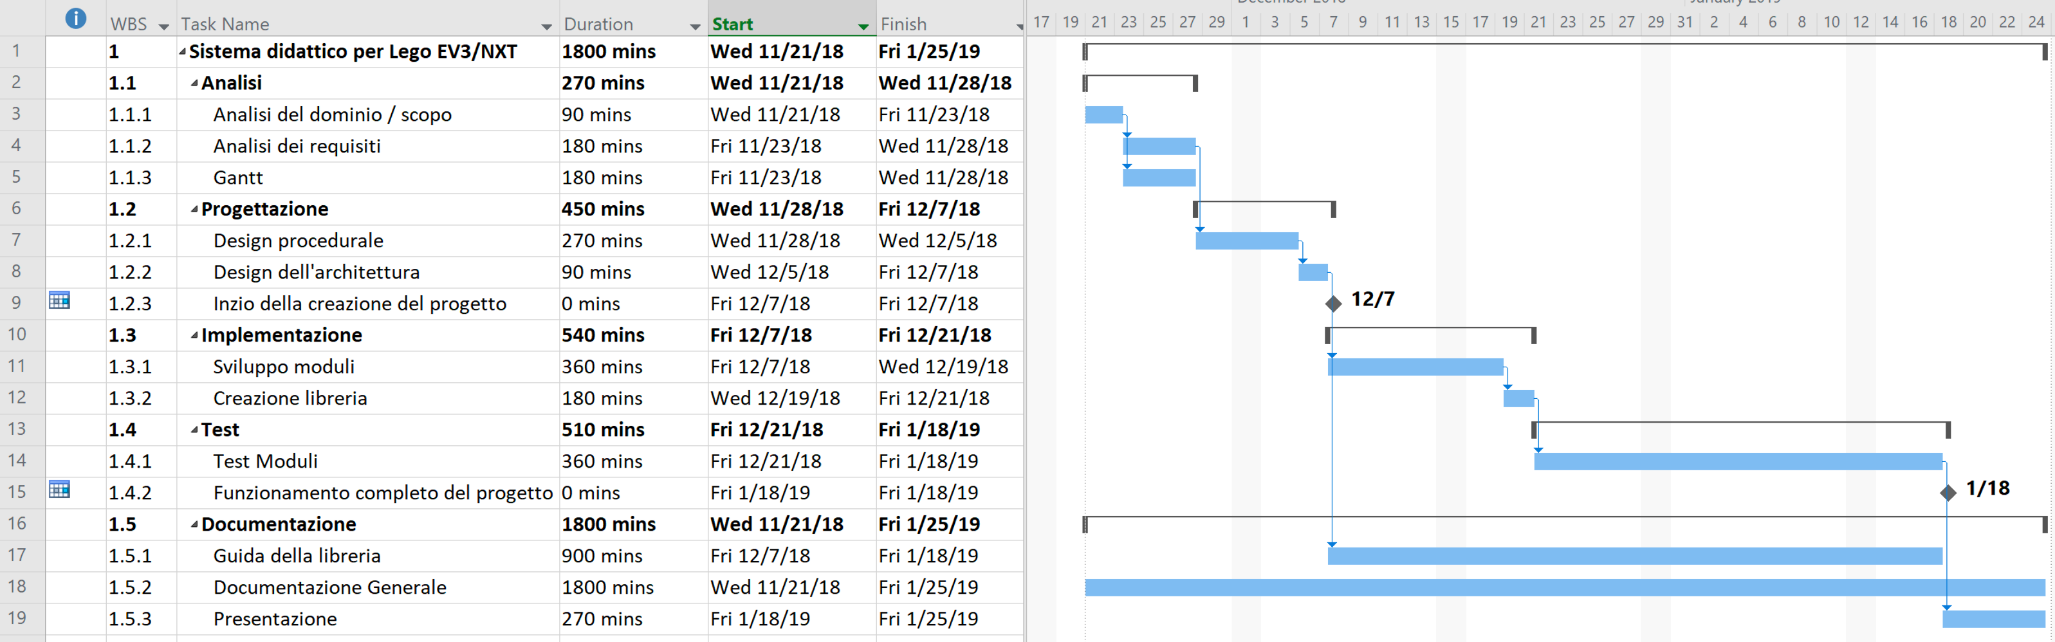 December 2018 January 2019
WBS Task Name Duration Start Finish 17 19 21 23 25 27 29 1 3 5 7 9 11 13 15 17 19 21 23 25 27 29 31 2 4 6 8 10 12 14 16 18 20 22 24
1 1 Sistema didattico per Lego EV3/NXT 1800 mins Wed 11/21/18 Fri 1/25/19
2 1.1 Analisi 270 mins Wed 11/21/18 Wed 11/28/18
3 1.1.1 Analisi del dominio / scopo 90 mins Wed 11/21/18 Fri 11/23/18
4 1.1.2 Analisi dei requisiti 180 mins Fri 11/23/18 Wed 11/28/18
5 1.1.3 Gantt 180 mins Fri 11/23/18 Wed 11/28/18
6 1.2 Progettazione 450 mins Wed 11/28/18 Fri 12/7/18
7 1.2.1 Design procedurale 270 mins Wed 11/28/18 Wed 12/5/18
8 1.2.2 Design dell'architettura 90 mins Wed 12/5/18 Fri 12/7/18
9 1.2.3 Inzio della creazione del progetto 0 mins Fri 12/7/18 Fri 12/7/18 12/7
10 1.3 Implementazione 540 mins Fri 12/7/18 Fri 12/21/18
11 1.3.1 Sviluppo moduli 360 mins Fri 12/7/18 Wed 12/19/18
12 1.3.2 Creazione libreria 180 mins Wed 12/19/18 Fri 12/21/18
13 1.4 Test 510 mins Fri 12/21/18 Fri 1/18/19
14 1.4.1 Test Moduli 360 mins Fri 12/21/18 Fri 1/18/19
15 1.4.2 Funzionamento completo del progetto 0 mins Fri 1/18/19 Fri 1/18/19 1/18
16 1.5 Documentazione 1800 mins Wed 11/21/18 Fri 1/25/19
17 1.5.1 Guida della libreria 900 mins Fri 12/7/18 Fri 1/18/19
18 1.5.2 Documentazione Generale 1800 mins Wed 11/21/18 Fri 1/25/19
19 1.5.3 Presentazione 270 mins Fri 1/18/19 Fri 1/25/19